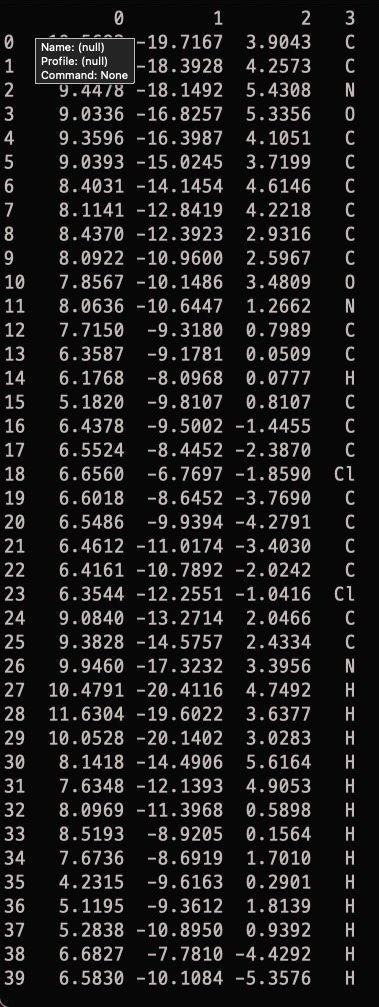 0 1 2 3
0 -19.7167 3.9043 C
Name: (null)
Profile: (null)
Command: None
1 -18.3928 4.2573 C
2 9.4478 -18.1492 5.4308 N
3 9.0336 -16.8257 5.3356 O
4 9.3596 -16.3987 4.1051 C
5 9.0393 -15.0245 3.7199 C
6 8.4031 -14.1454 4.6146 C
7 8.1141 -12.8419 4.2218 C
8 8.4370 -12.3923 2.9316 C
9 8.0922 -10.9600 2.5967 C
10 7.8567 -10.1486 3.4809 O
11 8.0636 -10.6447 1.2662 N
12 7.7150 -9.3180 0.7989 C
13 6.3587 -9.1781 0.0509 C
14 6.1768 -8.0968 0.0777 H
15 5.1820 -9.8107 0.8107 C
16 6.4378 -9.5002 -1.4455 C
17 6.5524 -8.4452 -2.3870 C
18 6.6560 -6.7697 -1.8590 Cl
19 6.6018 -8.6452 -3.7690 C
20 6.5486 -9.9394 -4.2791 C
21 6.4612 -11.0174 -3.4030 C
22 6.4161 -10.7892 -2.0242 C
23 6.3544 -12.2551 -1.0416 Cl
24 9.0840 -13.2714 2.0466 C
25 9.3828 -14.5757 2.4334 C
26 9.9460 -17.3232 3.3956 N
27 10.4791 -20.4116 4.7492 H
28 11.6304 -19.6022 3.6377 H
29 10.0528 -20.1402 3.0283 H
30 8.1418 -14.4906 5.6164 H
31 7.6348 -12.1393 4.9053 H
32 8.0969 -11.3968 0.5898 H
33 8.5193 -8.9205 0.1564 H
34 7.6736 -8.6919 1.7010 H
35 4.2315 -9.6163 0.2901 H
36 5.1195 -9.3612 1.8139 H
37 5.2838 -10.8950 0.9392 H
38 6.6827 -7.7810 -4.4292 H
39 6.5830 -10.1084 -5.3576 H